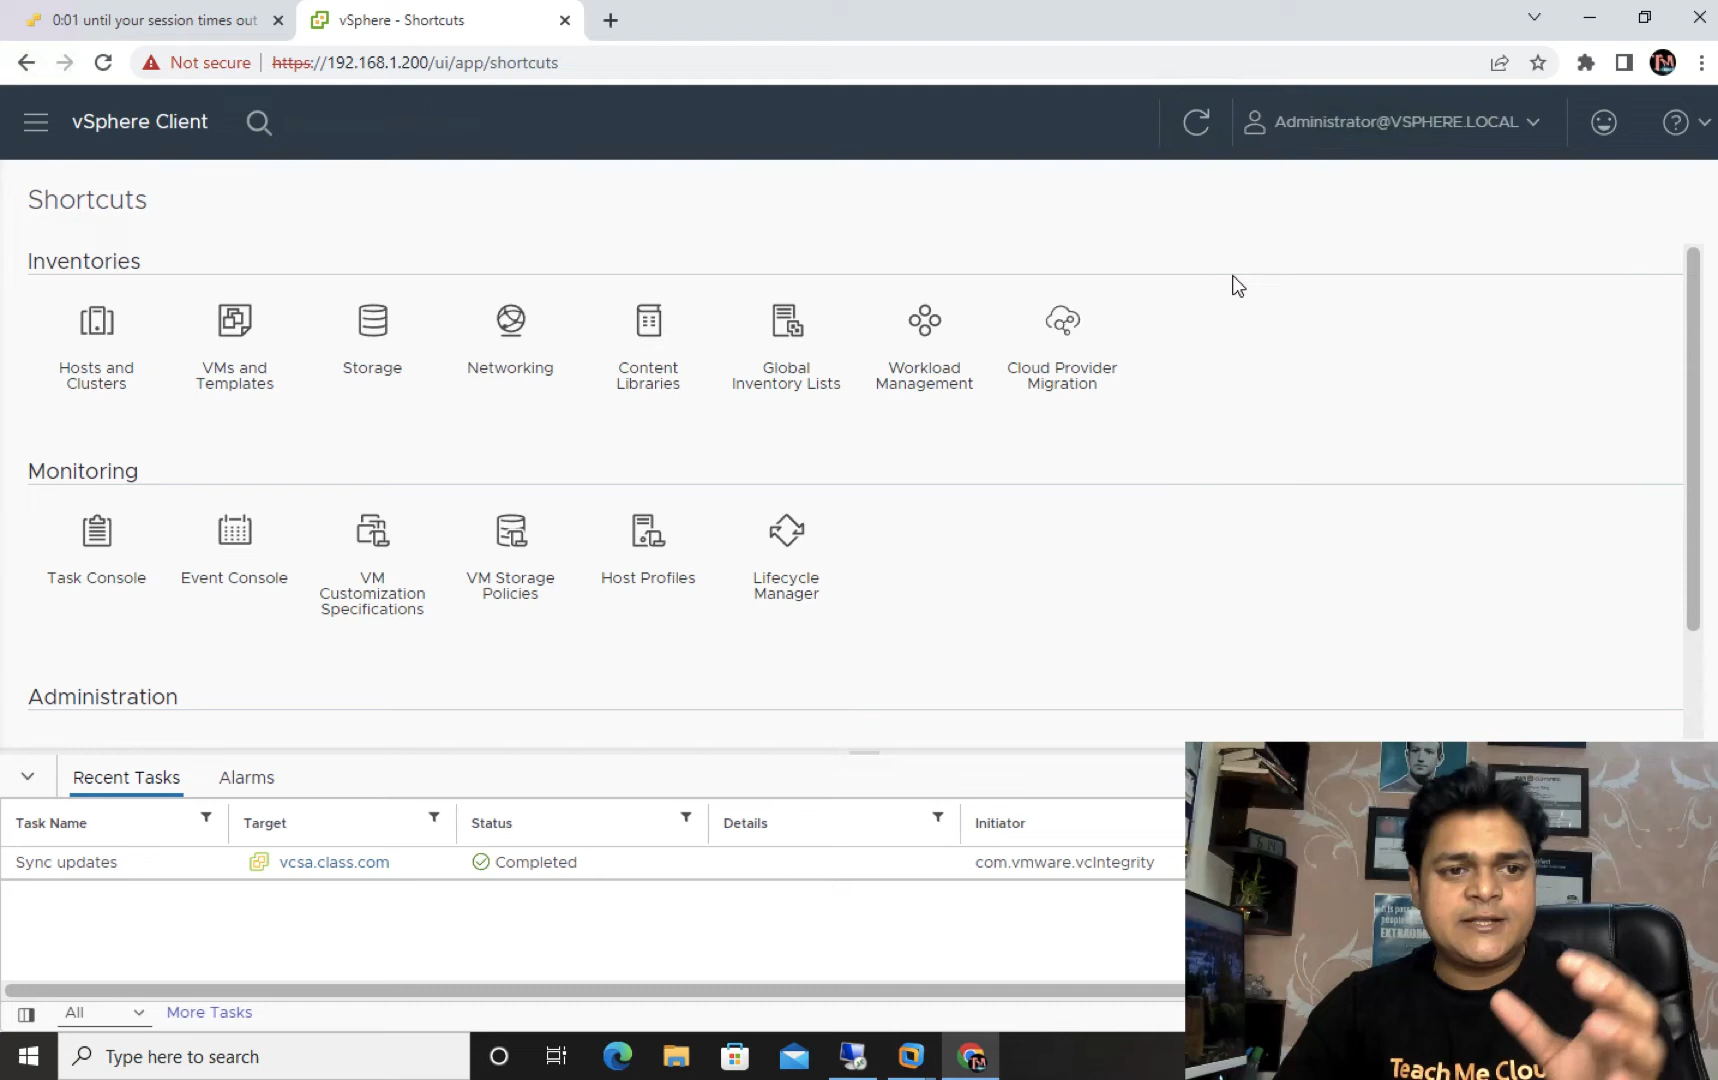 0:01 until your session times out
vSphere - Shortcuts
Not secure
https://192.168.1.200/ui/app/shortcuts
vSphere Client
Administrator@VSPHERE.LOCAL
Shortcuts
Inventories
Hosts and
Clusters
VMs and
Templates
Storage
Networking
Content
Libraries
Global
Inventory Lists
Workload
Management
Cloud Provider
Migration
Monitoring
Task Console
Event Console
VM
Customization
Specifications
VM Storage
Policies
Host Profiles
Lifecycle
Manager
Administration
Recent Tasks
Alarms
Task Name
Target
Status
Details
Initiator
Sync updates
vcsa.class.com
Completed
com.vmware.vcIntegrity
All
More Tasks
Type here to search
Teach Me Clou